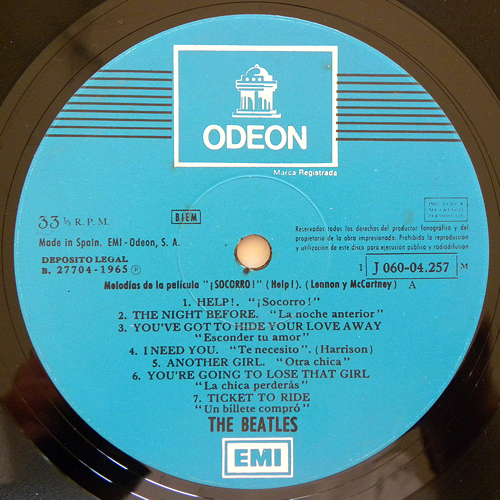 ODEON
Marca Registrada
33 ⅓ R.P.M.
BIEM
Made in Spain. EMI - Odeon, S. A.
DEPOSITO LEGAL
B. 27704 - 1965 Ⓟ
Reservados todos los derechos del productor fonográfico y del
propietario de la obra impresionada. Prohibida la reproducción
y utilización de este disco para ejecución pública y radiodifusión
1 J 060-04.257 M
Melodías de la película "¡SOCORRO!" (Help!). (Lennon y McCartney) A
1. HELP!. "¡Socorro!"
2. THE NIGHT BEFORE. "La noche anterior"
3. YOU'VE GOT TO HIDE YOUR LOVE AWAY
"Esconder tu amor"
4. I NEED YOU. "Te necesito". (Harrison)
5. ANOTHER GIRL. "Otra chica"
6. YOU'RE GOING TO LOSE THAT GIRL
"La chica perderás"
7. TICKET TO RIDE
"Un billete compró"
THE BEATLES
EMI